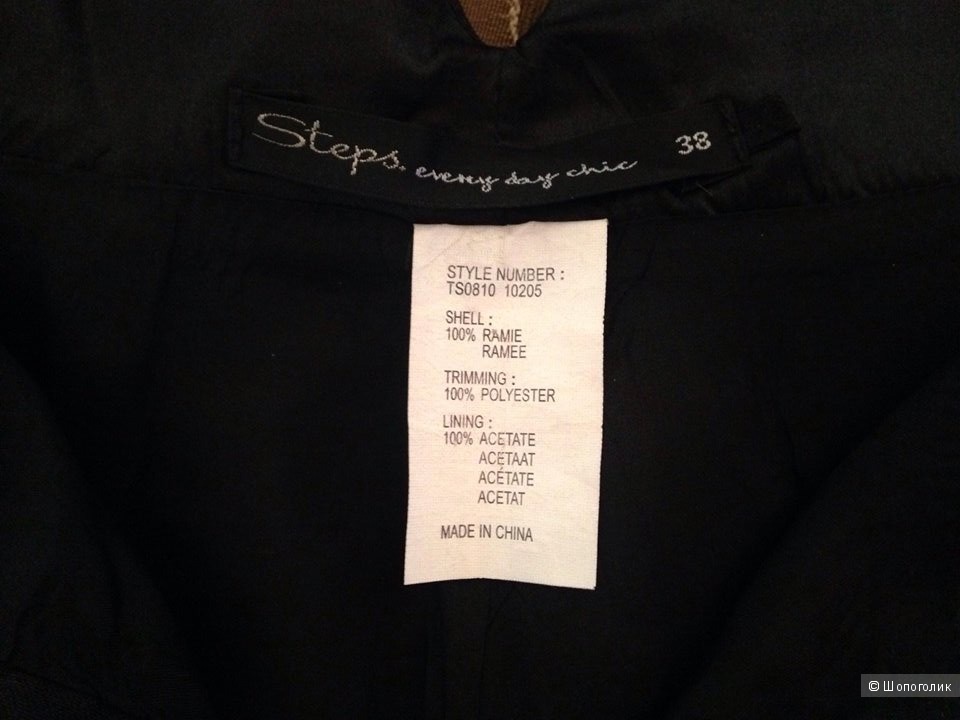 Steps. every day chic 38
STYLE NUMBER :
TS0810 10205
SHELL :
100% RAMIE
RAMEE
TRIMMING :
100% POLYESTER
LINING :
100% ACETATE
ACETAAT
ACÉTATE
ACETAT
MADE IN CHINA
© Шопоголик